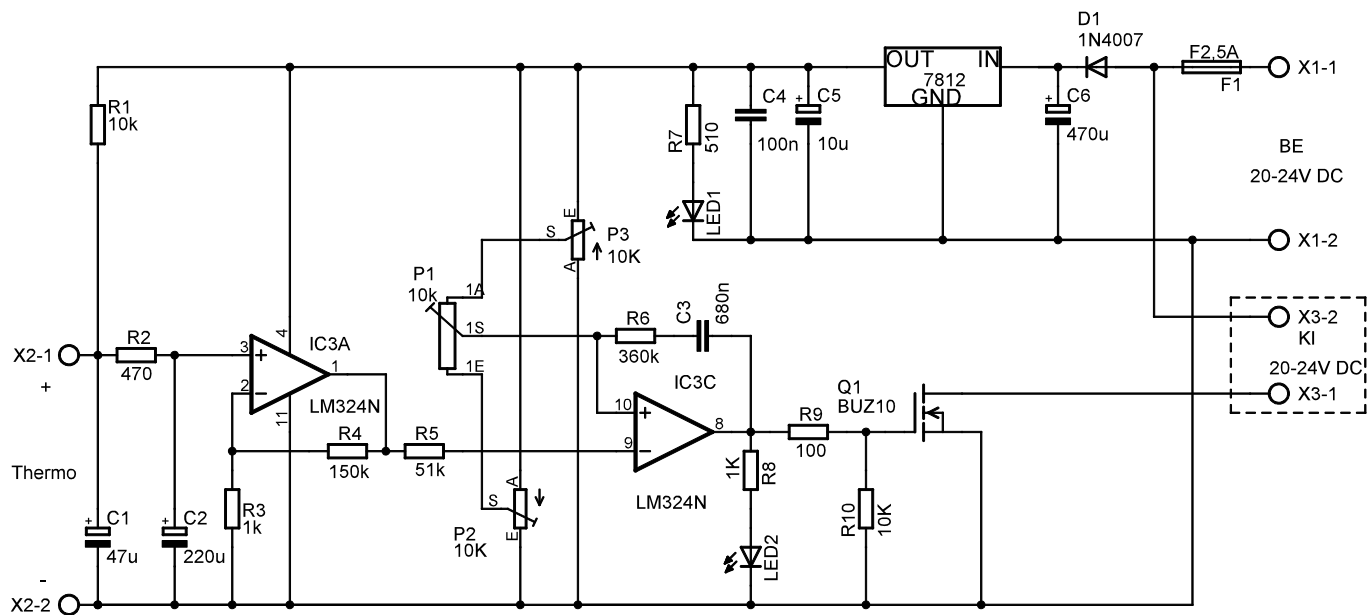 D1
1N4007
F2,5A
F1
X1-1
OUT
IN
7812
GND
R1
10k
C4
100n
+
C5
10u
+
C6
470u
R7
510
LED1
BE
20-24V DC
X1-2
E
S
A
P3
10K
P1
10k
1A
1S
1E
R6
360k
C3
680n
X3-2
KI
20-24V DC
X3-1
X2-1
+
R2
470
3
+
2
−
4
11
1
IC3A
LM324N
IC3C
10
+
9
−
8
LM324N
Q1
BUZ10
R9
100
R4
150k
R5
51k
1K
R8
Thermo
R3
1k
A
S
E
P2
10K
R10
10K
+
C1
47u
+
C2
220u
LED2
-
X2-2